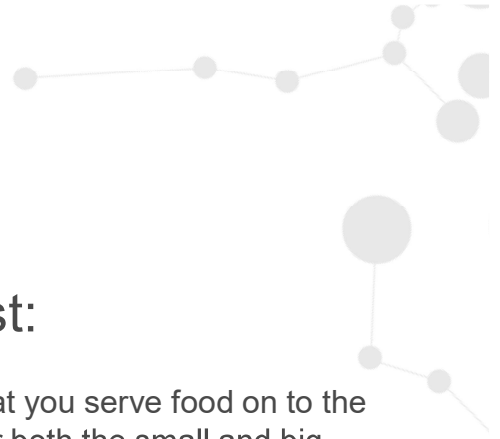 st:
at you serve food on to the
both the small and big